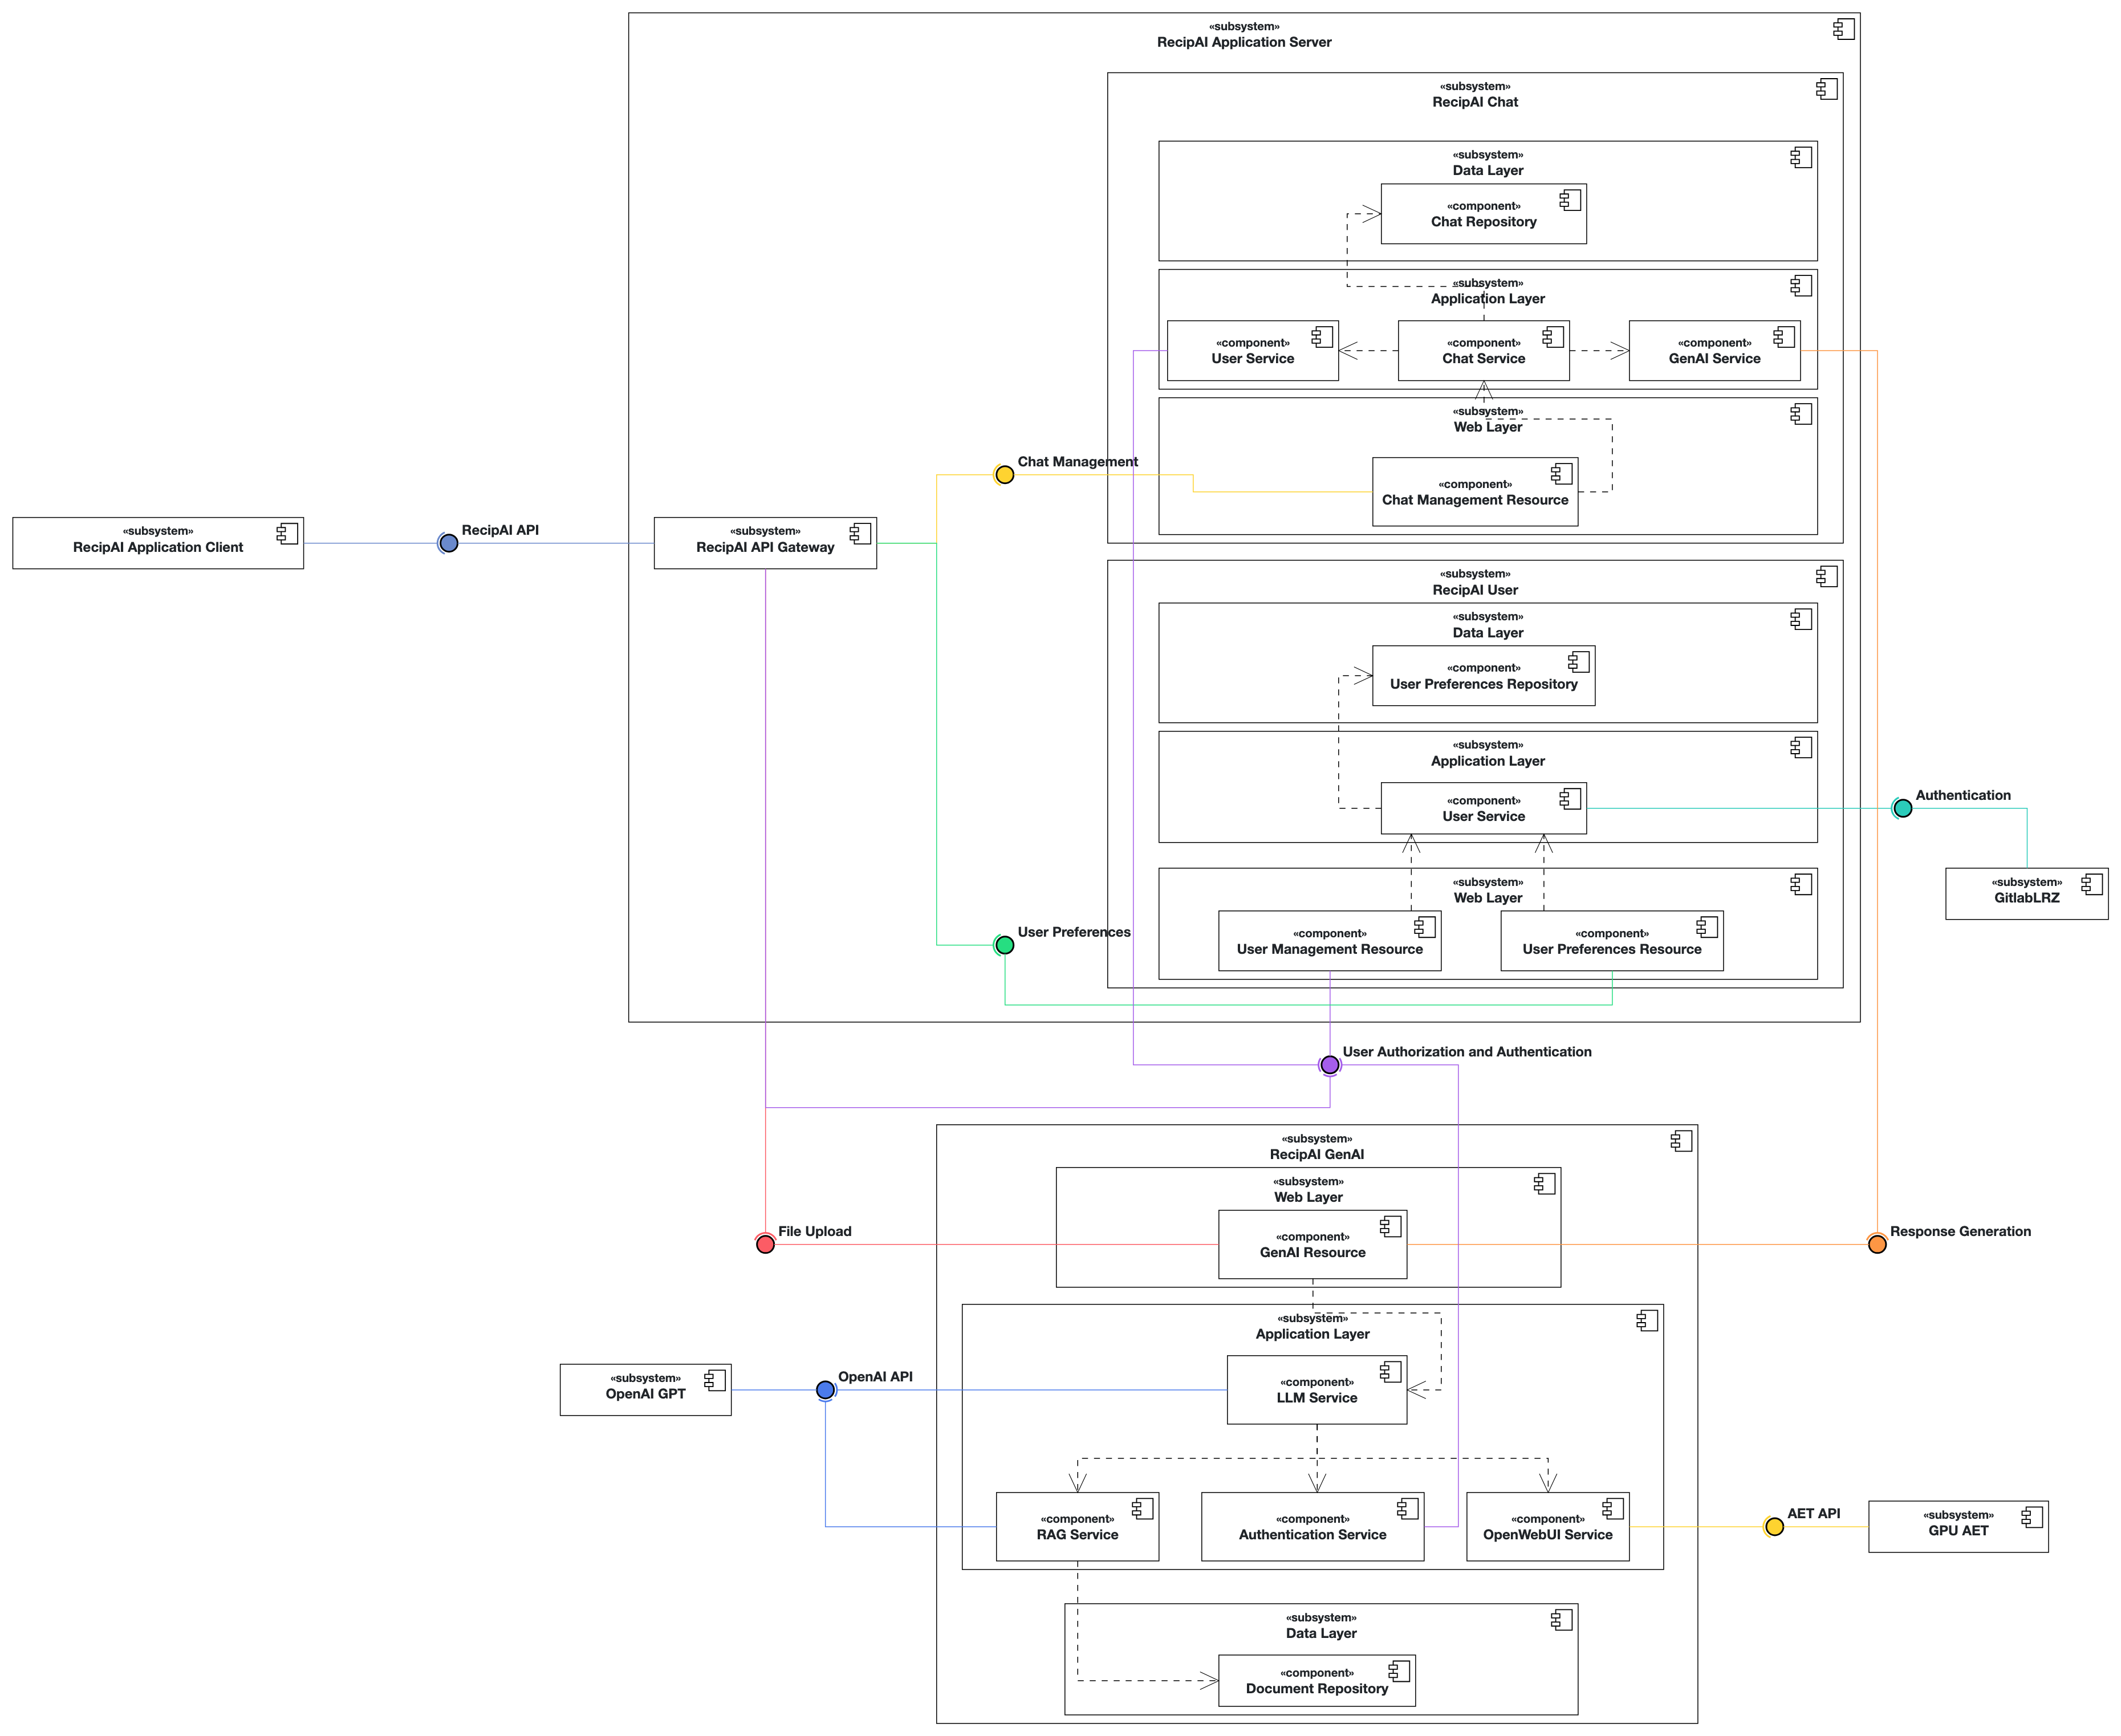 «subsystem»
RecipAI Application Server
«subsystem»
RecipAI Chat
«subsystem»
Data Layer
«component»
Chat Repository
«subsystem»
Application Layer
«component»
User Service
«component»
Chat Service
«component»
GenAI Service
«subsystem»
Web Layer
Chat Management
«component»
Chat Management Resource
«subsystem»
RecipAI Application Client
RecipAI API
«subsystem»
RecipAI API Gateway
«subsystem»
RecipAI User
«subsystem»
Data Layer
«component»
User Preferences Repository
«subsystem»
Application Layer
«component»
User Service
Authentication
«subsystem»
GitlabLRZ
«subsystem»
Web Layer
User Preferences
«component»
User Management Resource
«component»
User Preferences Resource
User Authorization and Authentication
«subsystem»
RecipAI GenAI
«subsystem»
Web Layer
File Upload
«component»
GenAI Resource
Response Generation
«subsystem»
Application Layer
«subsystem»
OpenAI GPT
OpenAI API
«component»
LLM Service
«component»
RAG Service
«component»
Authentication Service
«component»
OpenWebUI Service
AET API
«subsystem»
GPU AET
«subsystem»
Data Layer
«component»
Document Repository